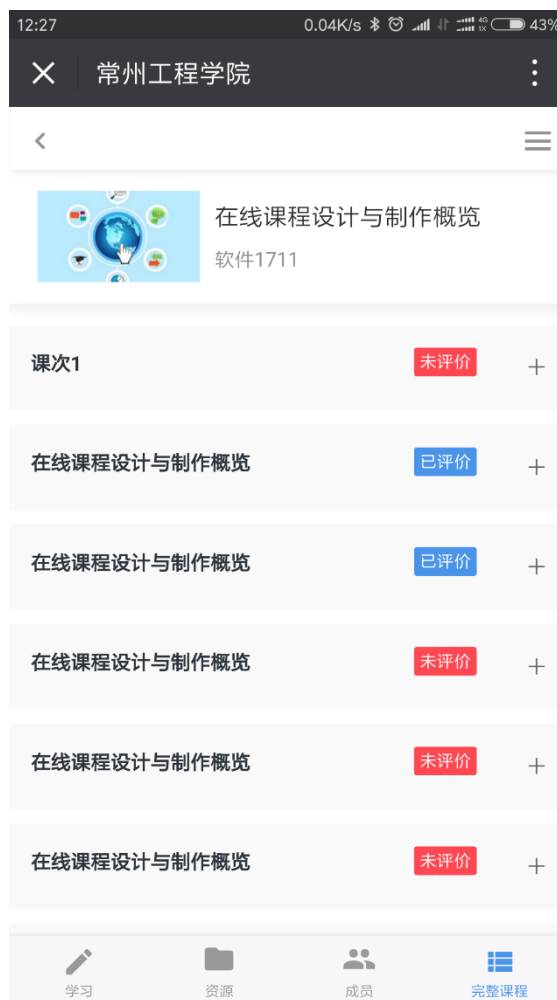 12:27 0.04K/s 4G 1X 43%
常州工程学院
在线课程设计与制作概览
软件1711
课次1 未评价
在线课程设计与制作概览 已评价
在线课程设计与制作概览 已评价
在线课程设计与制作概览 未评价
在线课程设计与制作概览 未评价
在线课程设计与制作概览 未评价
学习 资源 成员 完整课程